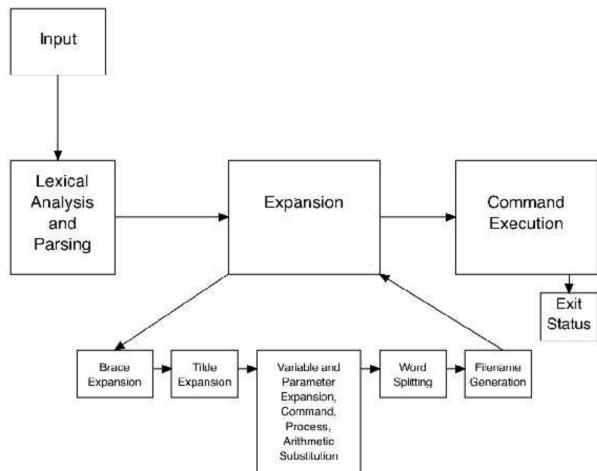 Input
Lexical
Analysis
and
Parsing
Expansion
Command
Execution
Exit
Status
Brace
Expansion
Tilde
Expansion
Variable and
Parameter
Expansion,
Command,
Process,
Arithmetic
Substitution
Word
Splitting
Filename
Generation